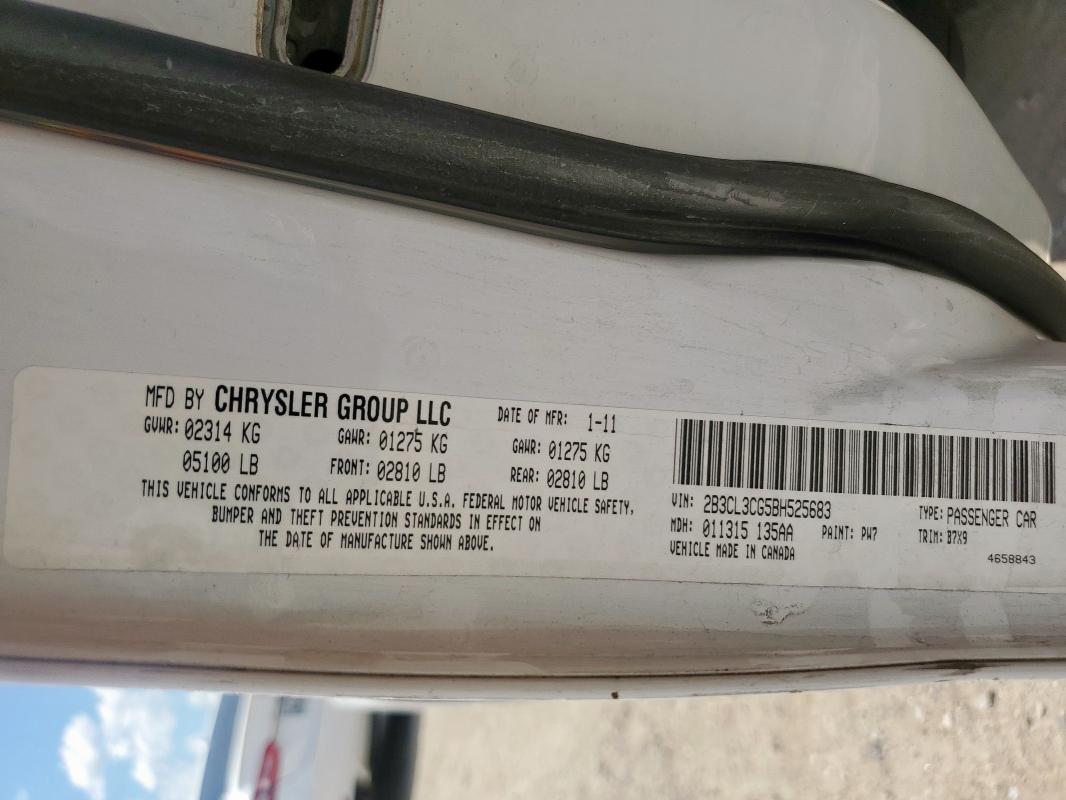 MFD BY CHRYSLER GROUP LLC DATE OF MFR: 1-11
GVWR: 02314 KG GAWR: 01275 KG GAWR: 01275 KG
05100 LB FRONT: 02810 LB REAR: 02810 LB
THIS VEHICLE CONFORMS TO ALL APPLICABLE U.S.A. FEDERAL MOTOR VEHICLE SAFETY,
BUMPER AND THEFT PREVENTION STANDARDS IN EFFECT ON
THE DATE OF MANUFACTURE SHOWN ABOVE.
VIN: 2B3CL3CG5BH525683 TYPE: PASSENGER CAR
MDH: 011315 135AA PAINT: PW7 TRIM: B7X9
VEHICLE MADE IN CANADA 4658843